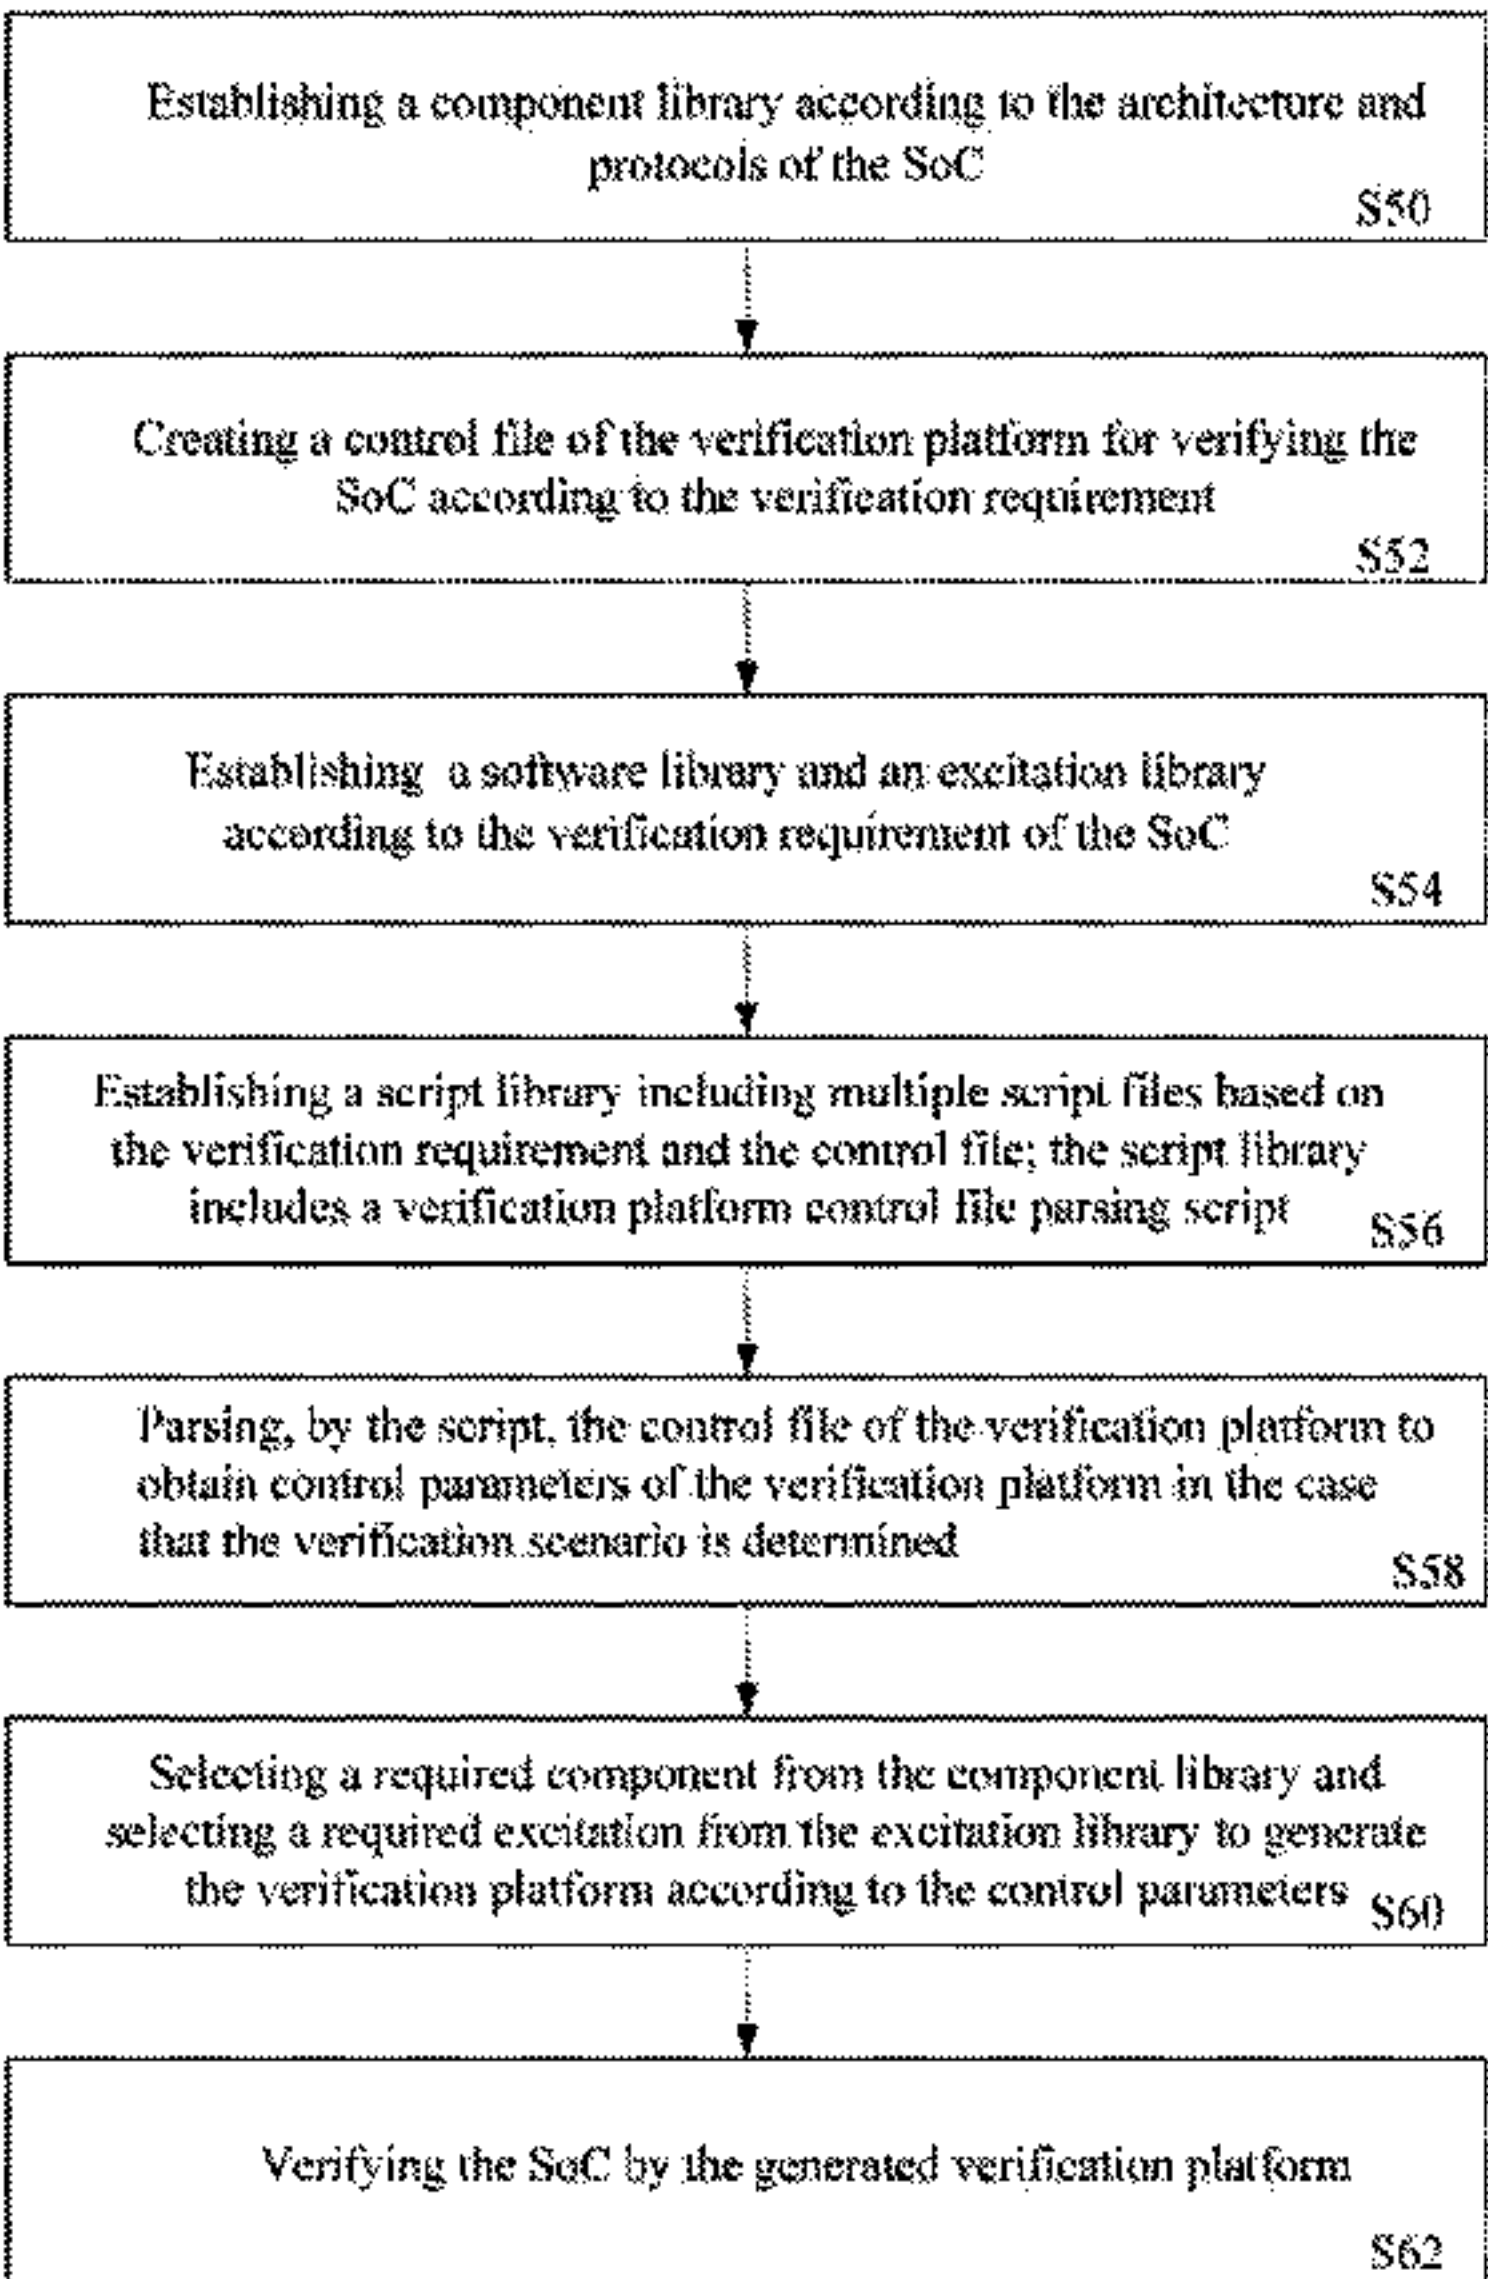 Establishing a component library according to the architecture and
protocols of the SoC
S50
Creating a control file of the verification platform for verifying the
SoC according to the verification requirement
S52
Establishing a software library and an excitation library
according to the verification requirement of the SoC
S54
Establishing a script library including multiple script files based on
the verification requirement and the control file; the script library
includes a verification platform control file parsing script
S56
Parsing, by the script, the control file of the verification platform to
obtain control parameters of the verification platform in the case
that the verification scenario is determined
S58
Selecting a required component from the component library and
selecting a required excitation from the excitation library to generate
the verification platform according to the control parameters
S60
Verifying the SoC by the generated verification platform
S62